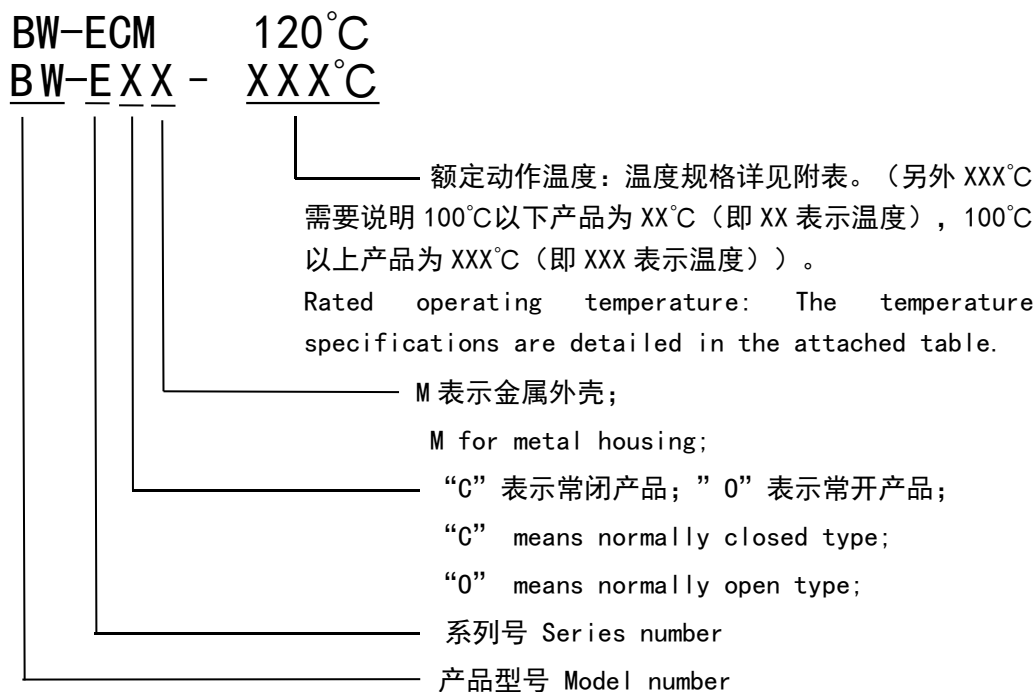 BW-ECM 120℃
BW-EXX- XXX℃
额定动作温度：温度规格详见附表。（另外 XXX℃
需要说明 100℃以下产品为 XX℃（即 XX 表示温度），100℃
以上产品为 XXX℃（即 XXX 表示温度））。
Rated operating temperature: The temperature
specifications are detailed in the attached table.
M 表示金属外壳；
M for metal housing;
“C”表示常闭产品；”O”表示常开产品；
“C” means normally closed type;
“O” means normally open type;
系列号 Series number
产品型号 Model number